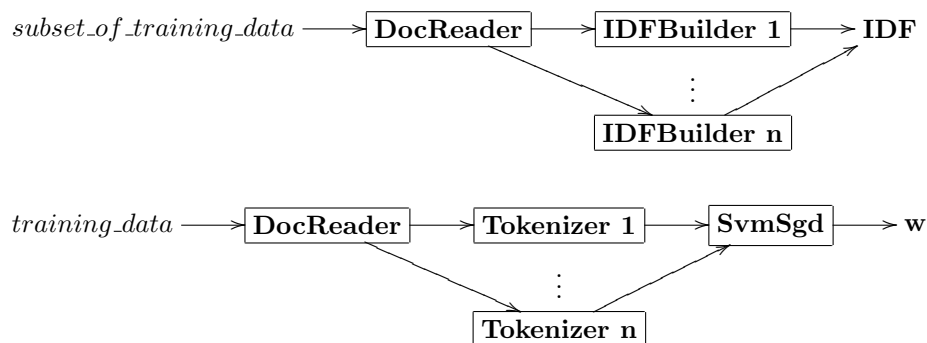 subset_of_training_data DocReader IDFBuilder 1 IDF
⋮
IDFBuilder n
training_data DocReader Tokenizer 1 SvmSgd w
⋮
Tokenizer n